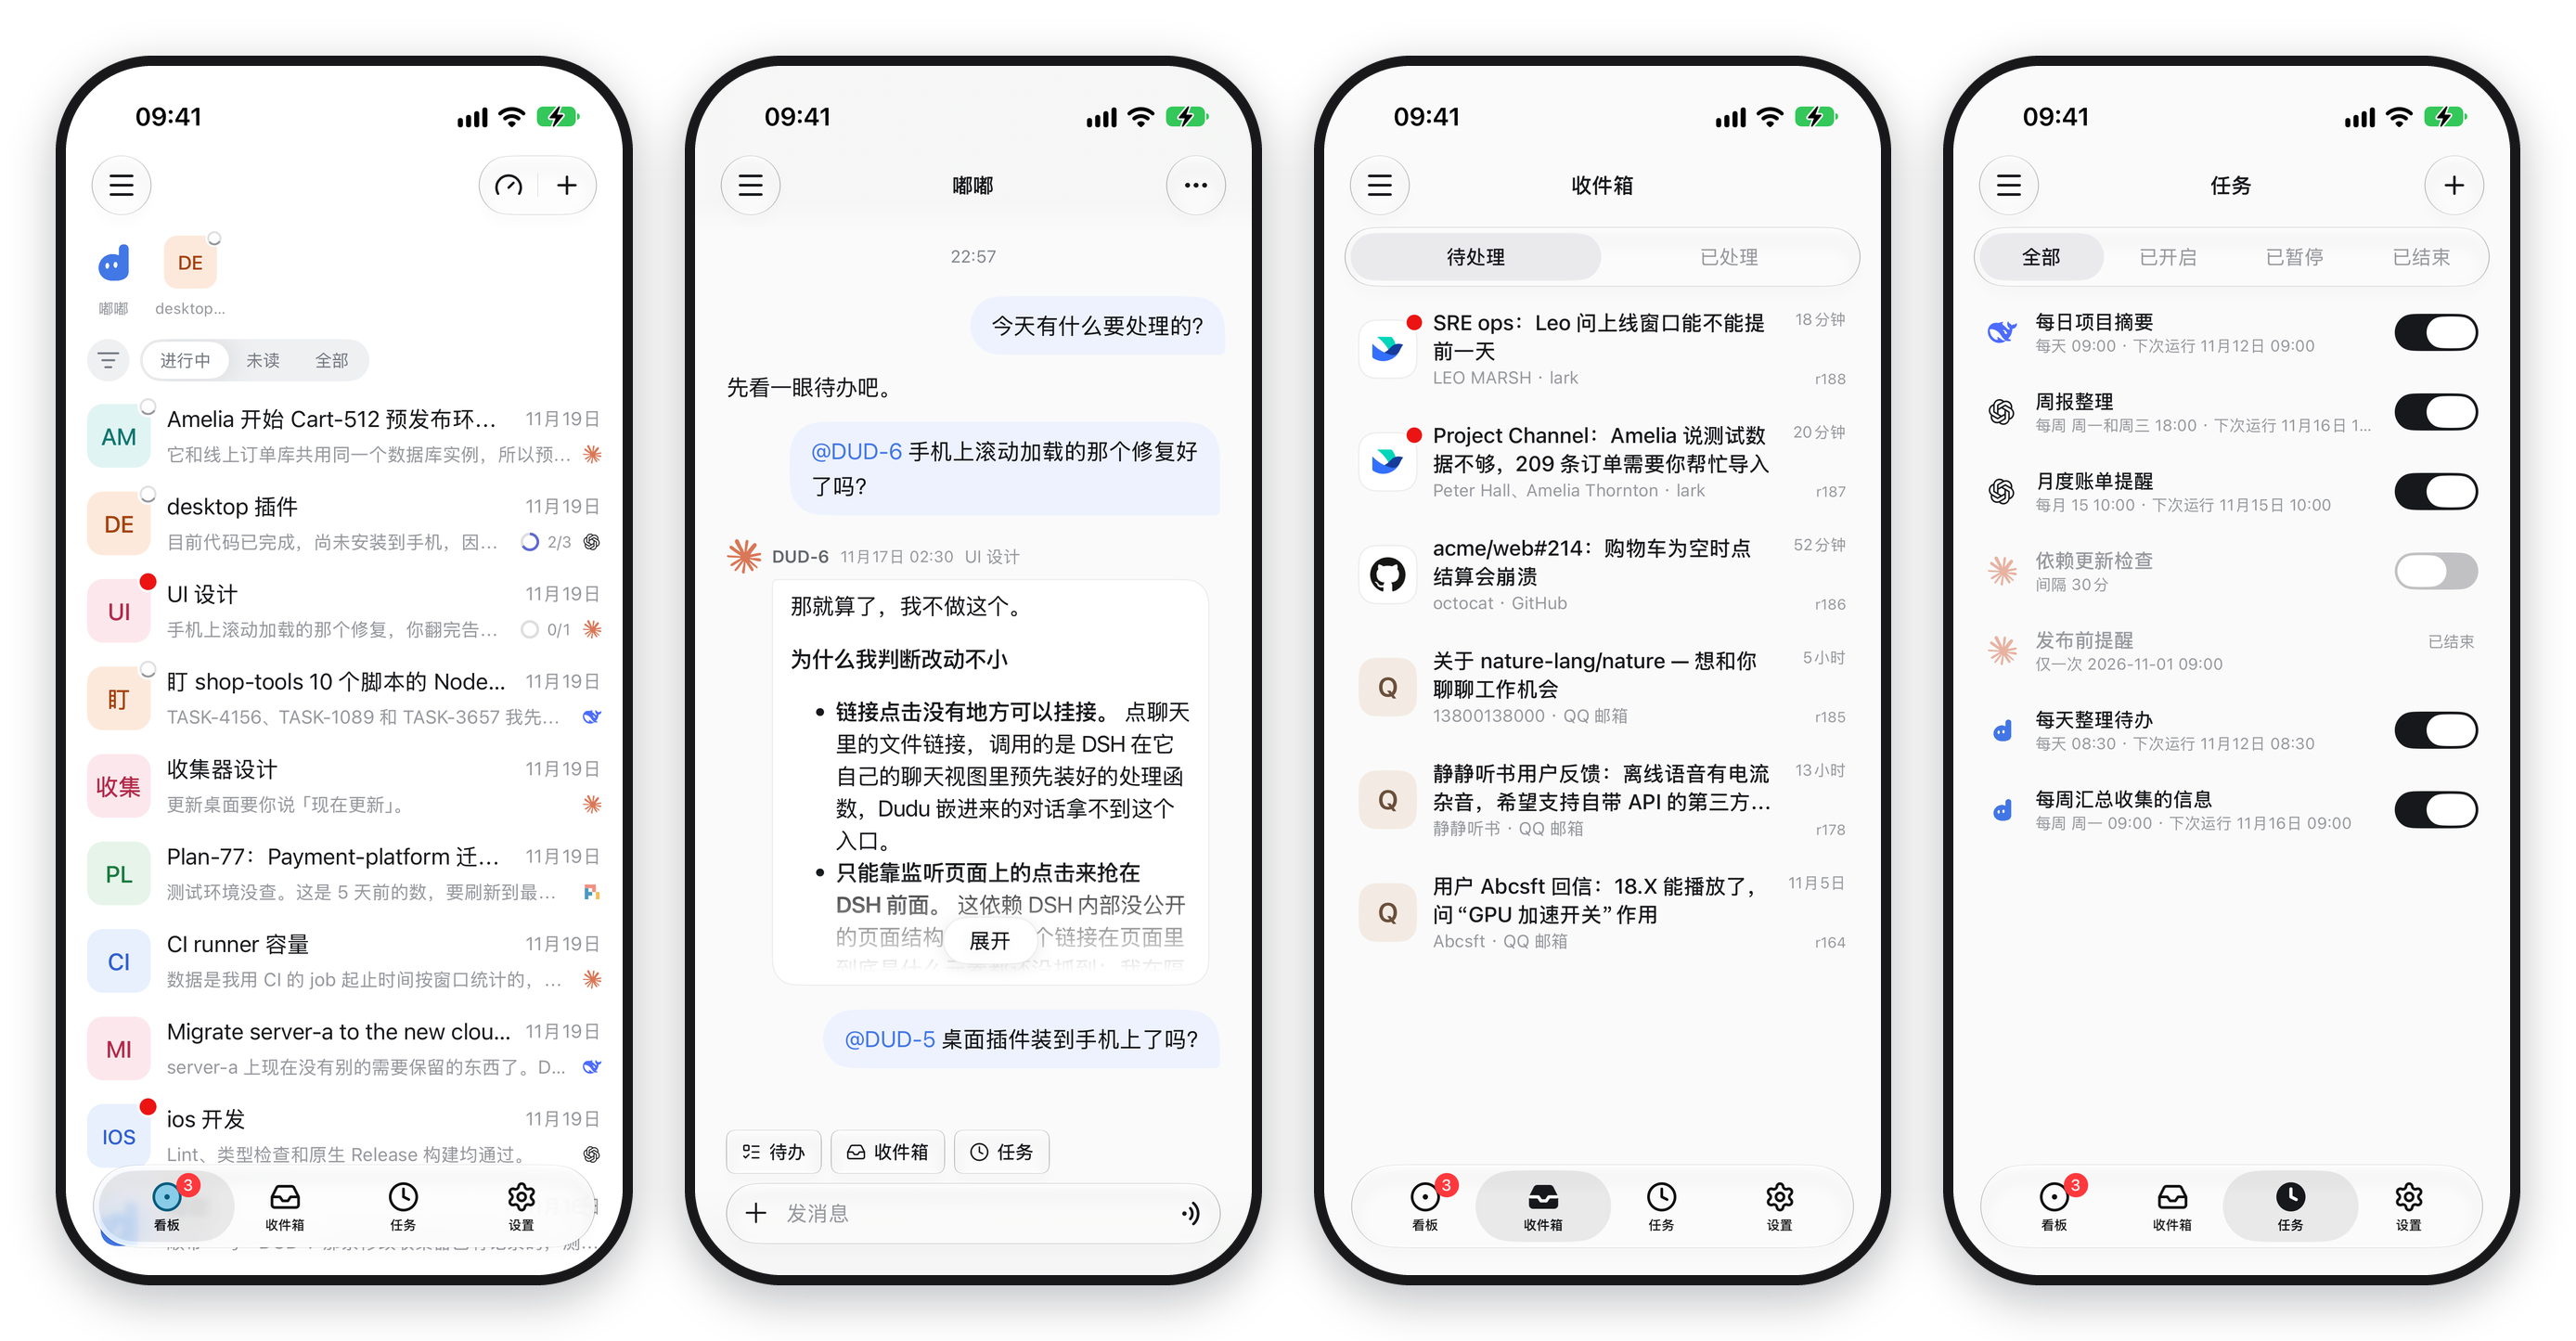 09:41
嘟嘟
DE
desktop...
进行中 未读 全部
AM
Amelia 开始 Cart-512 预发布环... 11月19日
它和线上订单库共用同一个数据库实例，所以预...
DE
desktop 插件 11月19日
目前代码已完成，尚未安装到手机，因... 2/3
UI
UI 设计 11月19日
手机上滚动加载的那个修复，你翻完告... 0/1
盯
盯 shop-tools 10 个脚本的 Node... 11月19日
TASK-4156、TASK-1089 和 TASK-3657 我先...
收集
收集器设计 11月19日
更新桌面要你说「现在更新」。
PL
Plan-77：Payment-platform 迁... 11月19日
测试环境没查。这是 5 天前的数，要刷新到最...
CI
CI runner 容量 11月19日
数据是我用 CI 的 job 起止时间按窗口统计的，...
MI
Migrate server-a to the new clou... 11月19日
server-a 上现在没有别的需要保留的东西了。D...
IOS
ios 开发 11月19日
Lint、类型检查和原生 Release 构建均通过。
3
看板 收件箱 任务 设置
09:41
嘟嘟
22:57
今天有什么要处理的?
先看一眼待办吧。
@DUD-6 手机上滚动加载的那个修复好
了吗?
DUD-6 11月17日 02:30 UI 设计
那就算了，我不做这个。
为什么我判断改动不小
• 链接点击没有地方可以挂接。 点聊天
里的文件链接，调用的是 DSH 在它
自己的聊天视图里预先装好的处理函
数，Dudu 嵌进来的对话拿不到这个
入口。
• 只能靠监听页面上的点击来抢在
DSH 前面。 这依赖 DSH 内部没公开
的页面结构 个链接在页面里
展开
@DUD-5 桌面插件装到手机上了吗?
待办 收件箱 任务
发消息
09:41
收件箱
待处理 已处理
SRE ops：Leo 问上线窗口能不能提
前一天
18分钟
LEO MARSH · lark r188
Project Channel：Amelia 说测试数
据不够，209 条订单需要你帮忙导入
20分钟
Peter Hall、Amelia Thornton · lark r187
acme/web#214：购物车为空时点
结算会崩溃
52分钟
octocat · GitHub r186
Q
关于 nature-lang/nature — 想和你
聊聊工作机会
5小时
13800138000 · QQ 邮箱 r185
Q
静静听书用户反馈：离线语音有电流
杂音，希望支持自带 API 的第三方...
13小时
静静听书 · QQ 邮箱 r178
Q
用户 Abcsft 回信：18.X 能播放了，
问 “GPU 加速开关” 作用
11月5日
Abcsft · QQ 邮箱 r164
3
看板 收件箱 任务 设置
09:41
任务
全部 已开启 已暂停 已结束
每日项目摘要
每天 09:00 · 下次运行 11月12日 09:00
周报整理
每周 周一和周三 18:00 · 下次运行 11月16日 1...
月度账单提醒
每月 15 10:00 · 下次运行 11月15日 10:00
依赖更新检查
间隔 30分
发布前提醒 已结束
仅一次 2026-11-01 09:00
每天整理待办
每天 08:30 · 下次运行 11月12日 08:30
每周汇总收集的信息
每周 周一 09:00 · 下次运行 11月16日 09:00
3
看板 收件箱 任务 设置